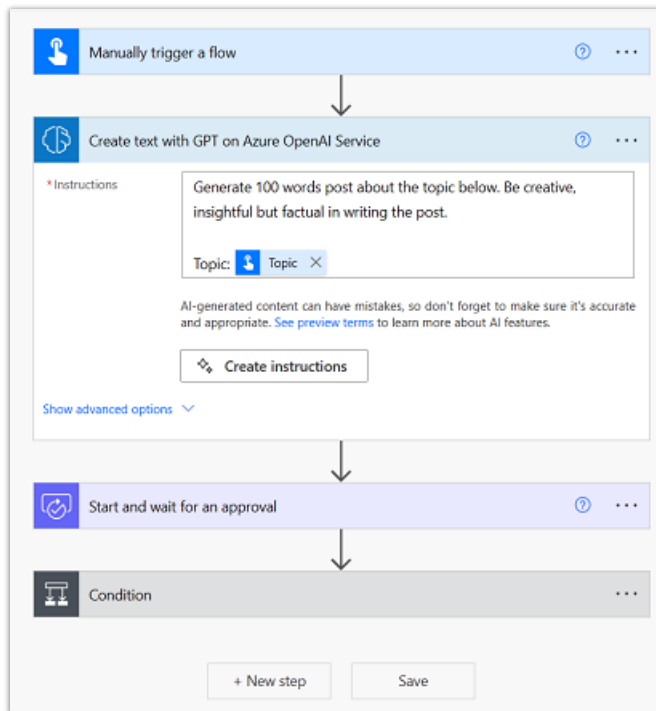 Manually trigger a flow
Create text with GPT on Azure OpenAI Service
* Instructions
Generate 100 words post about the topic below. Be creative,
insightful but factual in writing the post.
Topic: Topic
AI-generated content can have mistakes, so don't forget to make sure it's accurate
and appropriate. See preview terms to learn more about AI features.
Create instructions
Show advanced options
Start and wait for an approval
Condition
+ New step Save